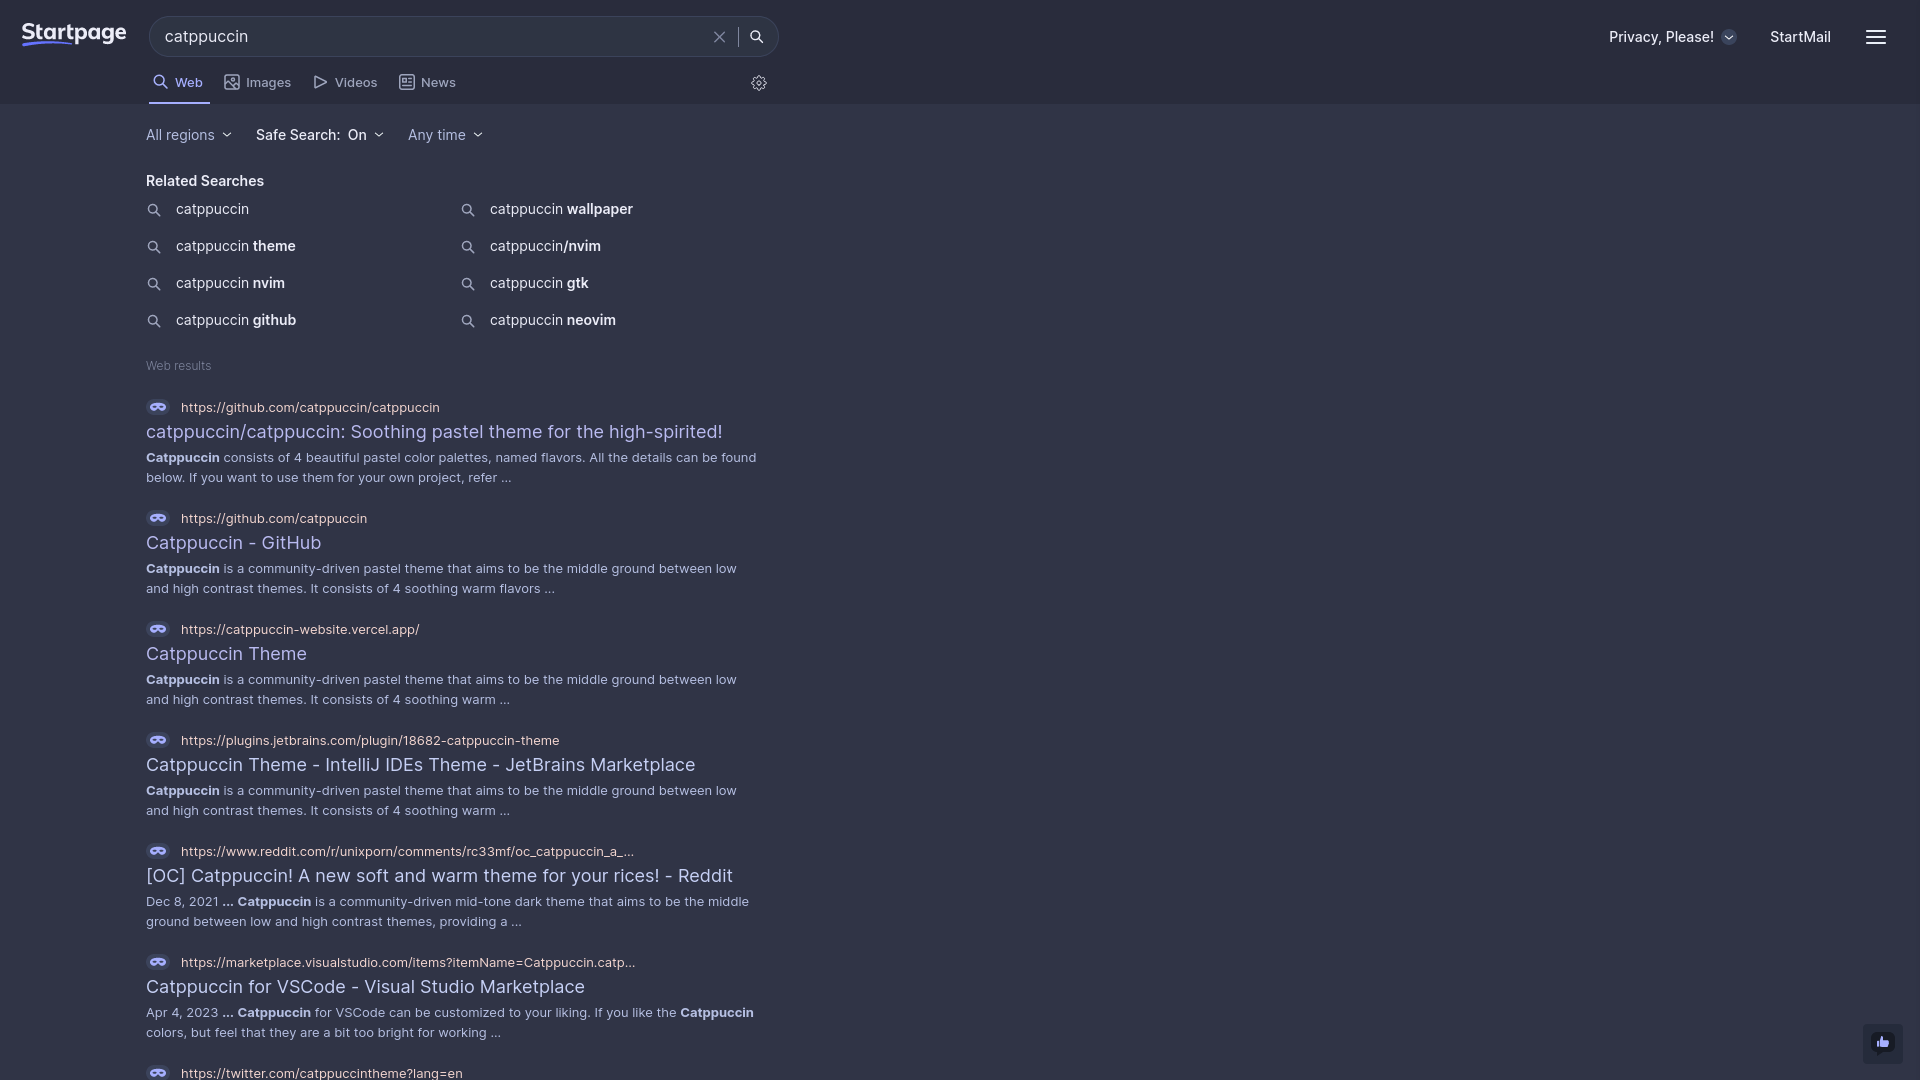 Startpage
catppuccin
Privacy, Please!
StartMail
Web
Images
Videos
News
All regions
Safe Search: On
Any time
Related Searches
catppuccin
catppuccin wallpaper
catppuccin theme
catppuccin/nvim
catppuccin nvim
catppuccin gtk
catppuccin github
catppuccin neovim
Web results
https://github.com/catppuccin/catppuccin
catppuccin/catppuccin: Soothing pastel theme for the high-spirited!
Catppuccin consists of 4 beautiful pastel color palettes, named flavors. All the details can be found
below. If you want to use them for your own project, refer ...
https://github.com/catppuccin
Catppuccin - GitHub
Catppuccin is a community-driven pastel theme that aims to be the middle ground between low
and high contrast themes. It consists of 4 soothing warm flavors ...
https://catppuccin-website.vercel.app/
Catppuccin Theme
Catppuccin is a community-driven pastel theme that aims to be the middle ground between low
and high contrast themes. It consists of 4 soothing warm ...
https://plugins.jetbrains.com/plugin/18682-catppuccin-theme
Catppuccin Theme - IntelliJ IDEs Theme - JetBrains Marketplace
Catppuccin is a community-driven pastel theme that aims to be the middle ground between low
and high contrast themes. It consists of 4 soothing warm ...
https://www.reddit.com/r/unixporn/comments/rc33mf/oc_catppuccin_a_...
[OC] Catppuccin! A new soft and warm theme for your rices! - Reddit
Dec 8, 2021 ... Catppuccin is a community-driven mid-tone dark theme that aims to be the middle
ground between low and high contrast themes, providing a ...
https://marketplace.visualstudio.com/items?itemName=Catppuccin.catp...
Catppuccin for VSCode - Visual Studio Marketplace
Apr 4, 2023 ... Catppuccin for VSCode can be customized to your liking. If you like the Catppuccin
colors, but feel that they are a bit too bright for working ...
https://twitter.com/catppuccintheme?lang=en